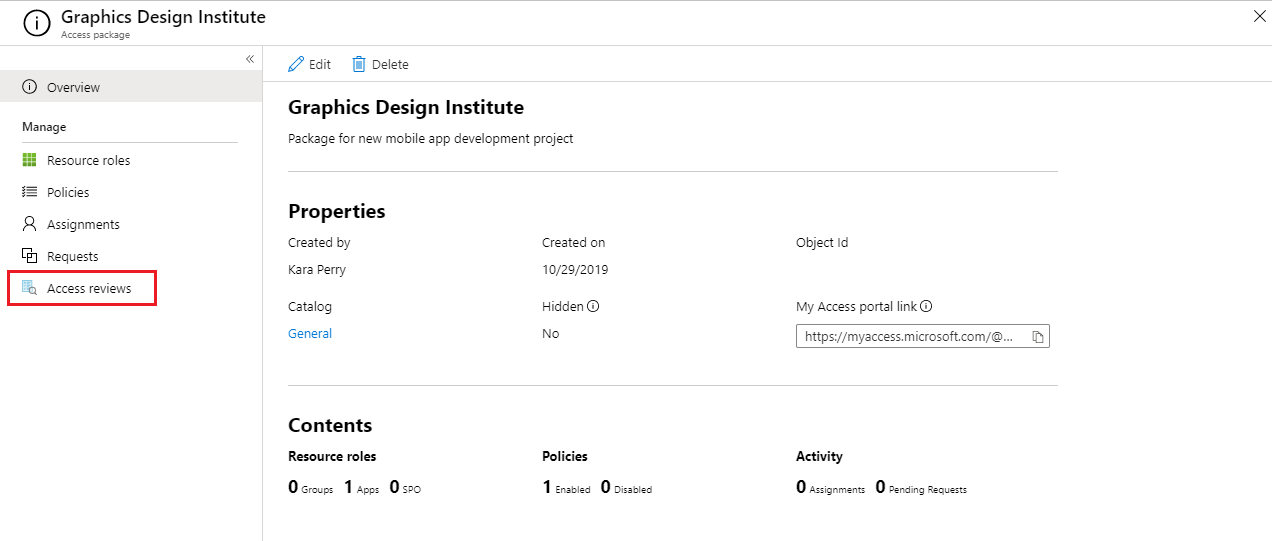 Graphics Design Institute
Access package
«
Overview
Manage
Resource roles
Policies
Assignments
Requests
Access reviews
Edit Delete
Graphics Design Institute
Package for new mobile app development project
Properties
Created by Created on Object Id
Kara Perry 10/29/2019
Catalog Hidden My Access portal link
General No https://myaccess.microsoft.com/@...
Contents
Resource roles Policies Activity
0 Groups 1 Apps 0 SPO 1 Enabled 0 Disabled 0 Assignments 0 Pending Requests